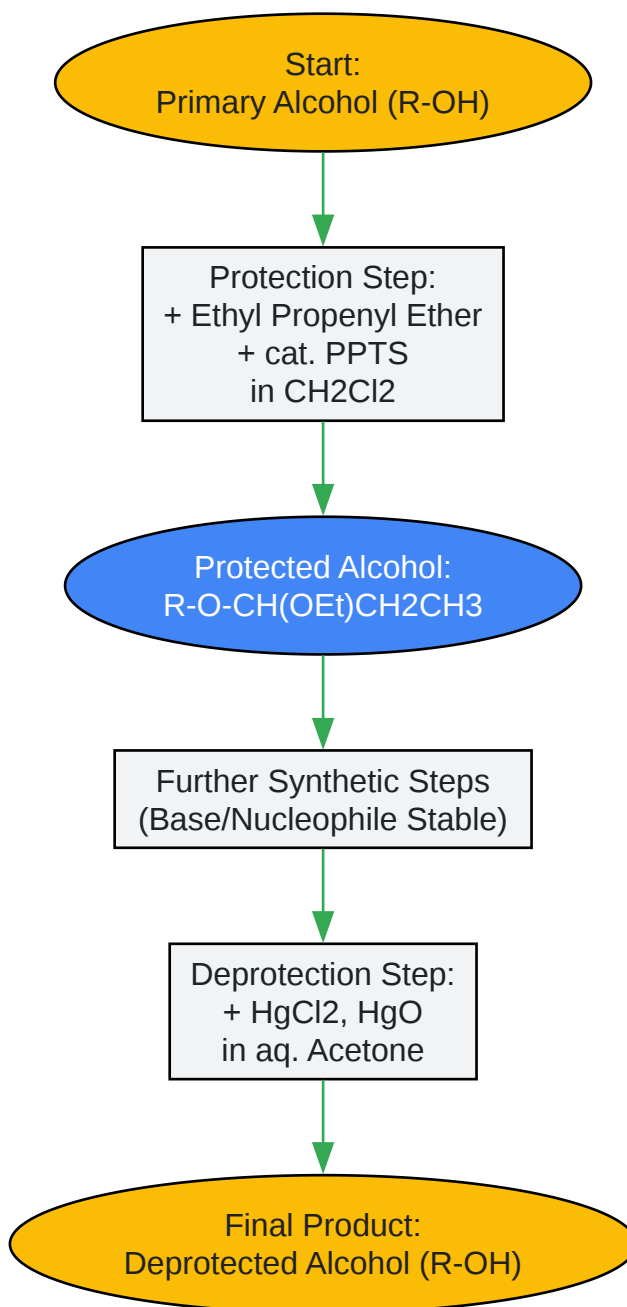 Start:
Primary Alcohol (R-OH)
Protection Step:
+ Ethyl Propenyl Ether
+ cat. PPTS
in CH2Cl2
Protected Alcohol:
R-O-CH(OEt)CH2CH3
Further Synthetic Steps
(Base/Nucleophile Stable)
Deprotection Step:
+ HgCl2, HgO
in aq. Acetone
Final Product:
Deprotected Alcohol (R-OH)